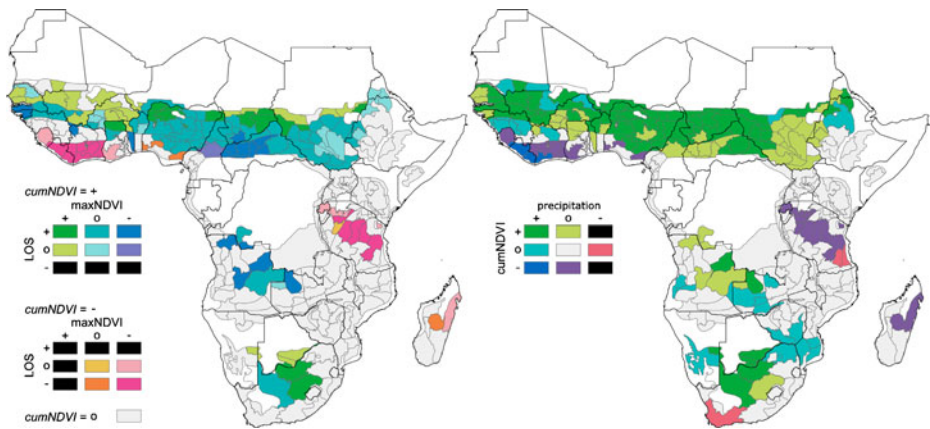 cumNDVI = +
maxNDVI
+ o -
LOS
+
o
-
cumNDVI = -
maxNDVI
+ o -
LOS
+
o
-
cumNDVI = o
precipitation
+ o -
cumNDVI
+
o
-